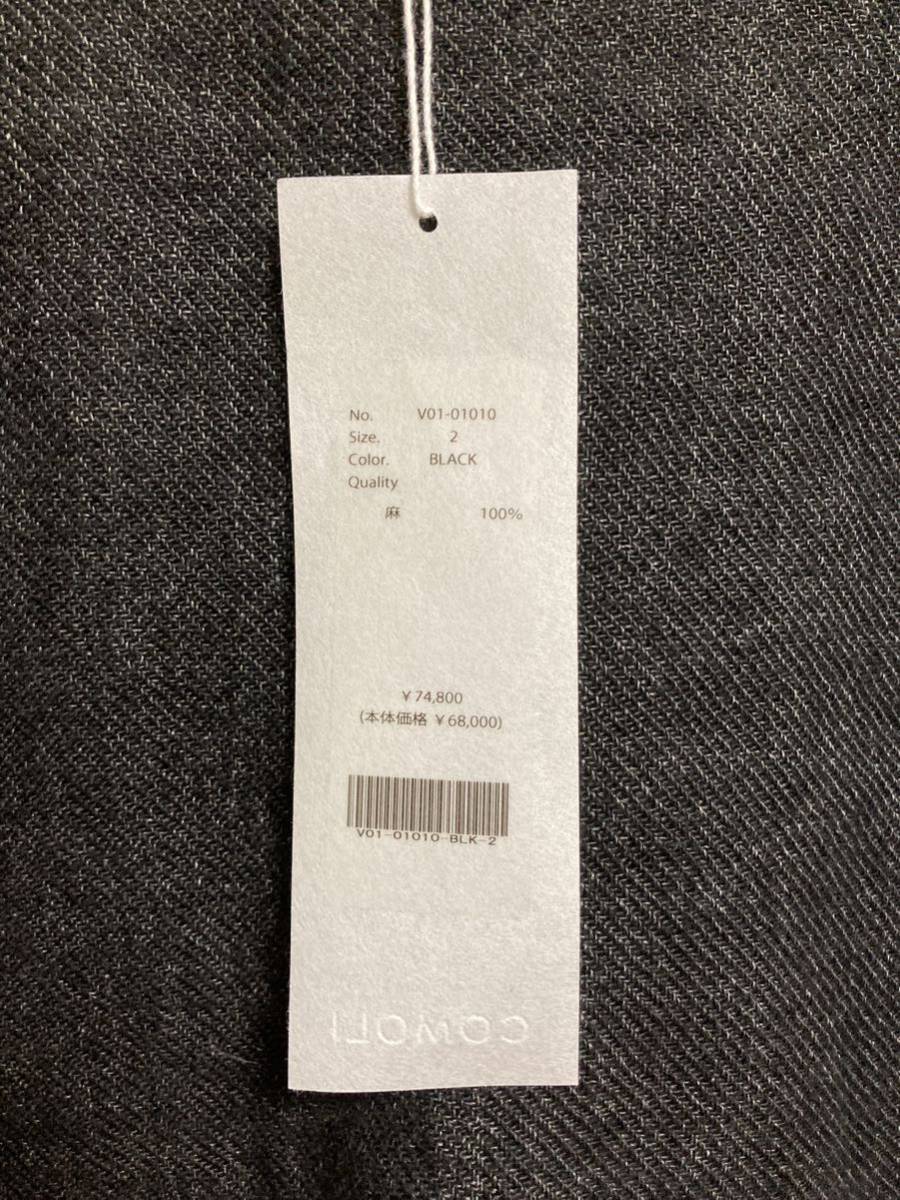 No. V01-01010
Size. 2
Color. BLACK
Quality
麻 100%
¥74,800
(本体価格 ¥68,000)
V01-01010-BLK-2
COMOLI